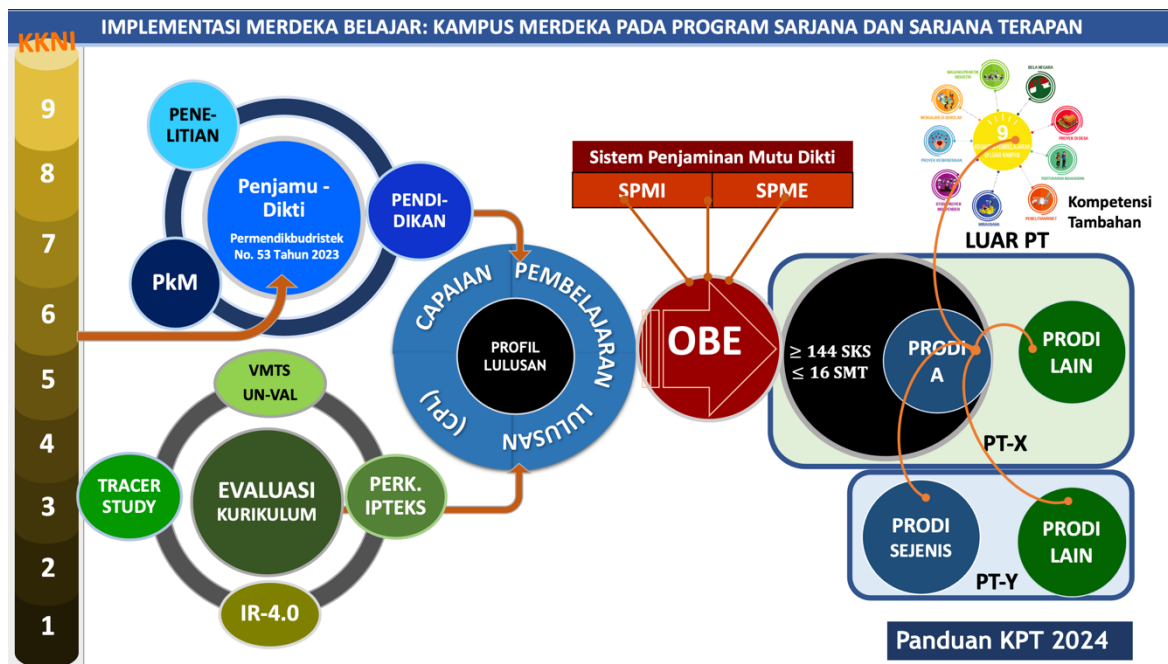 IMPLEMENTASI MERDEKA BELAJAR: KAMPUS MERDEKA PADA PROGRAM SARJANA DAN SARJANA TERAPAN
KKNI
9
8
7
6
5
4
3
2
1
PENE-
LITIAN
Penjamu -
Dikti
Permendikbudristek
No. 53 Tahun 2023
PENDI-
DIKAN
PkM
VMTS
UN-VAL
TRACER
STUDY
EVALUASI
KURIKULUM
PERK.
IPTEKS
IR-4.0
CAPAIAN PEMBELAJARAN
LULUSAN (CPL)
PROFIL
LULUSAN
Sistem Penjaminan Mutu Dikti
SPMI
SPME
OBE
BELA NEGARA
9
Kompetensi
Tambahan
LUAR PT
≥ 144 SKS
≤ 16 SMT
PRODI
A
PRODI
LAIN
PT-X
PRODI
SEJENIS
PRODI
LAIN
PT-Y
Panduan KPT 2024